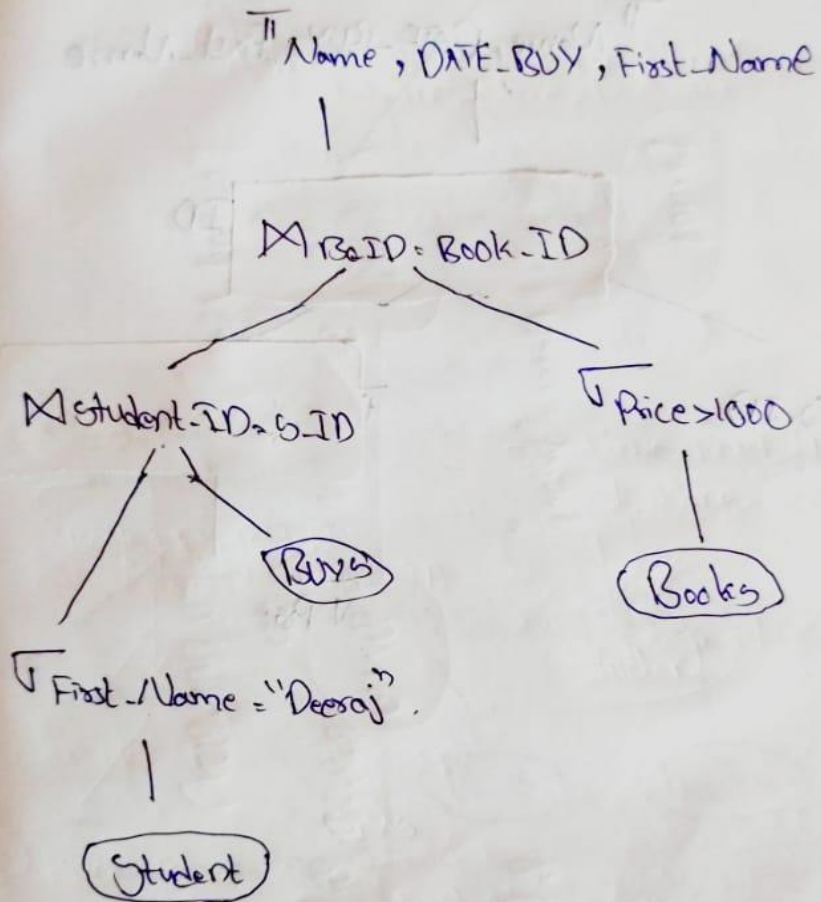 π Name, DATE_BUY, First_Name
⋈ B_ID = Book_ID
⋈ Student_ID = S_ID
σ Price>1000
Buys
Books
σ First_Name = "Deeraj".
Student